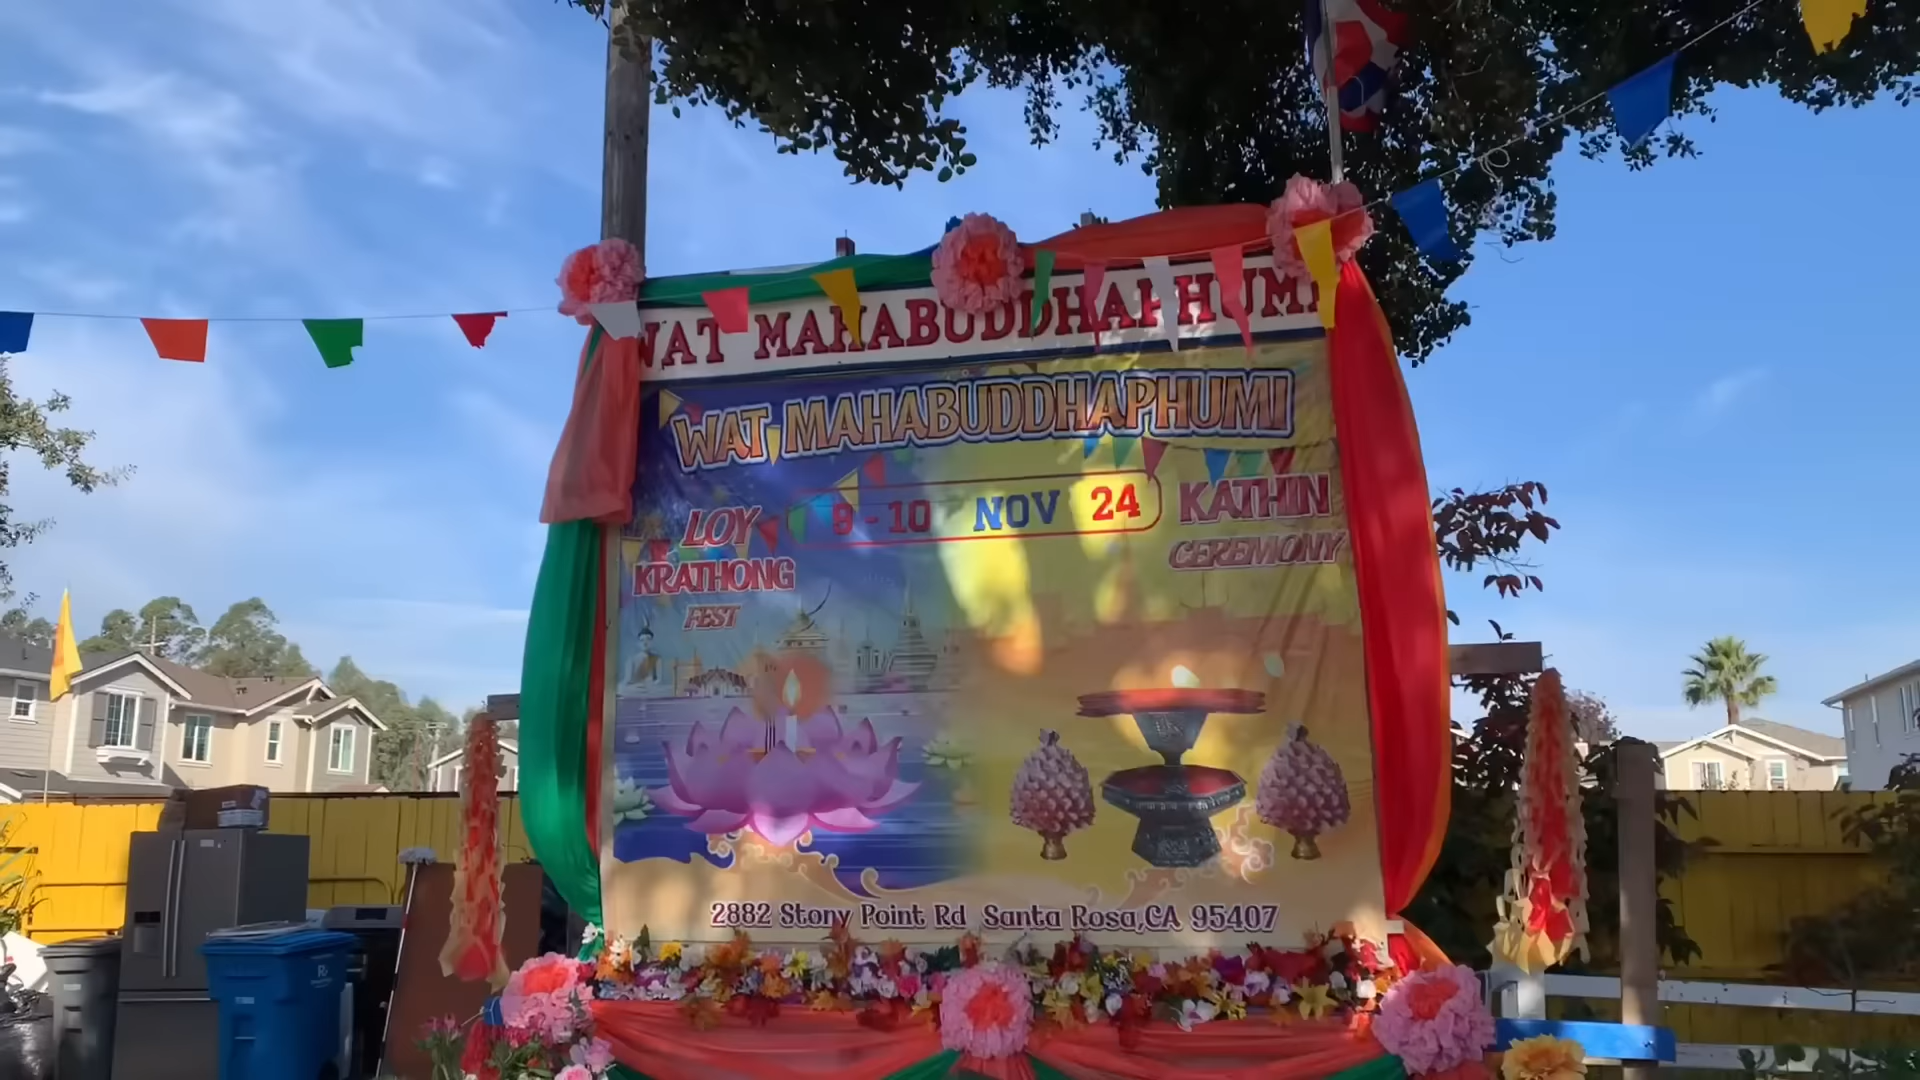 WAT MAHABUDDHAPHUMI
WAT MAHABUDDHAPHUMI
9-10 NOV 24
LOY
KRATHONG
FEST
KATHIN
CEREMONY
2882 Stony Point Rd Santa Rosa,CA 95407